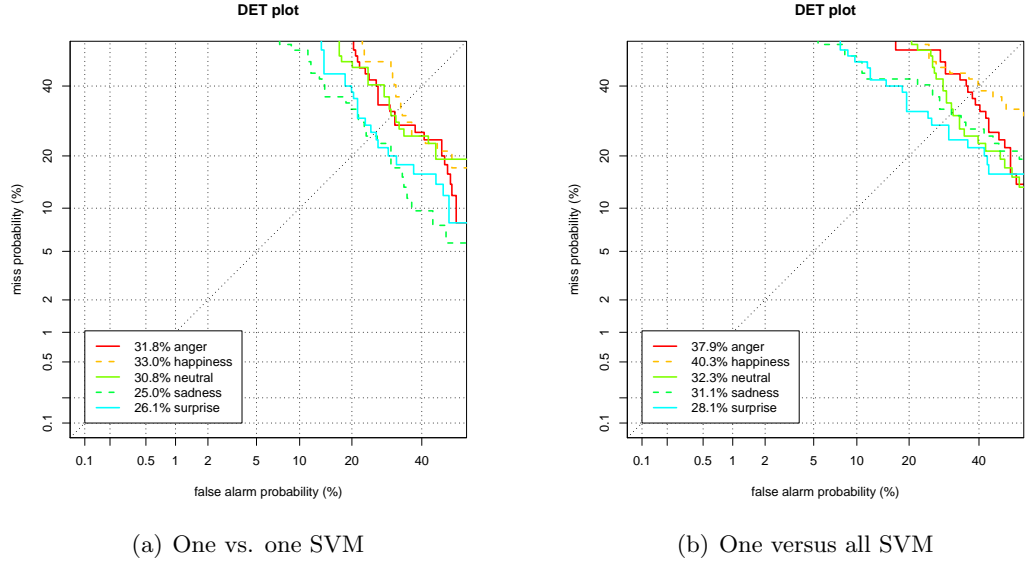 DET plot
miss probability (%)
40
20
10
5
2
1
0.5
0.1
31.8% anger
33.0% happiness
30.8% neutral
25.0% sadness
26.1% surprise
0.1 0.5 1 2 5 10 20 40
false alarm probability (%)
(a) One vs. one SVM
DET plot
miss probability (%)
40
20
10
5
2
1
0.5
0.1
37.9% anger
40.3% happiness
32.3% neutral
31.1% sadness
28.1% surprise
0.1 0.5 1 2 5 10 20 40
false alarm probability (%)
(b) One versus all SVM